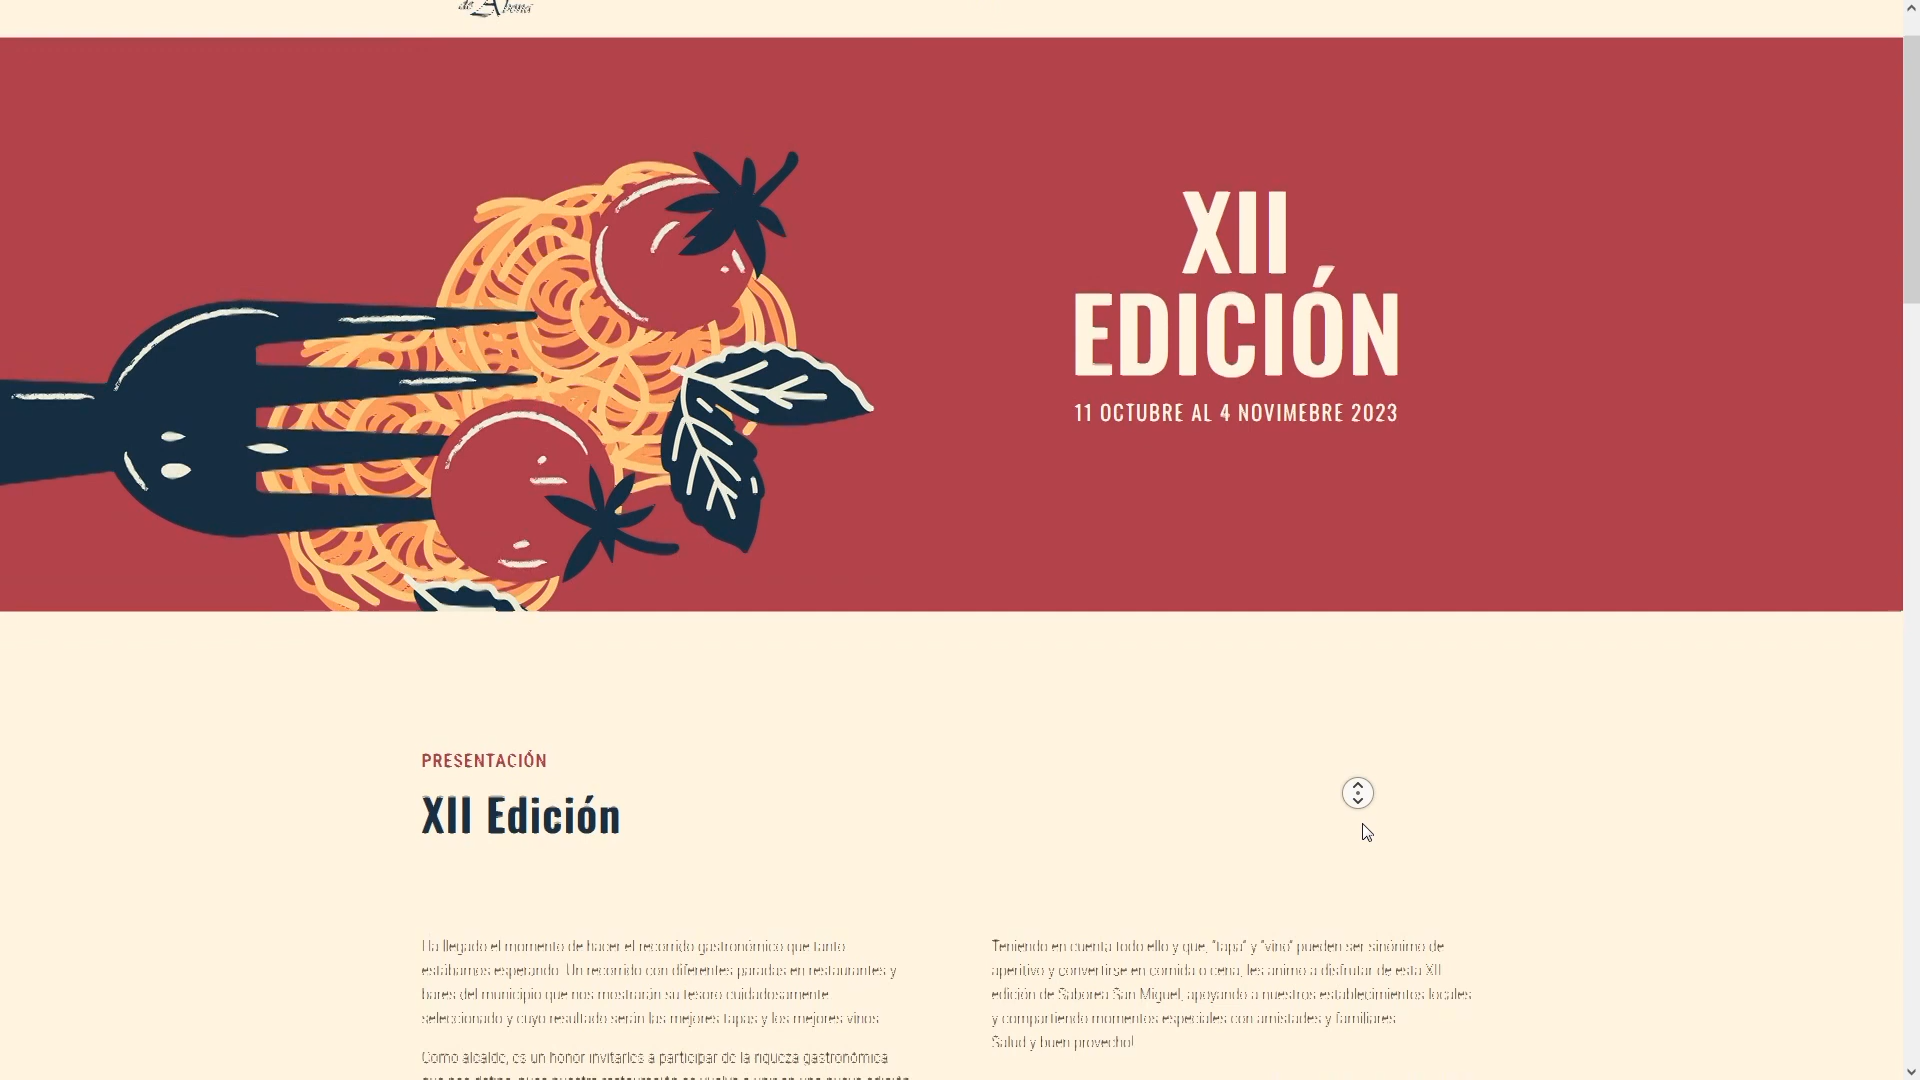 de Abona
XII
EDICIÓN
11 OCTUBRE AL 4 NOVIMEBRE 2023
PRESENTACIÓN
XII Edición
Ha llegado el momento de hacer el recorrido gastronómico que tanto
estábamos esperando. Un recorrido con diferentes paradas en restaurantes y
bares del municipio que nos mostrarán su tesoro cuidadosamente
seleccionado y cuyo resultado serán las mejores tapas y los mejores vinos.
Como alcalde, es un honor invitarles a participar de la riqueza gastronómica
Teniendo en cuenta todo ello y que, "tapa" y "vino" pueden ser sinónimo de
aperitivo y convertirse en comida o cena, les animo a disfrutar de esta XII
edición de Saborea San Miguel, apoyando a nuestros establecimientos locales
y compartiendo momentos especiales con amistades y familiares.
Salud y buen provecho!